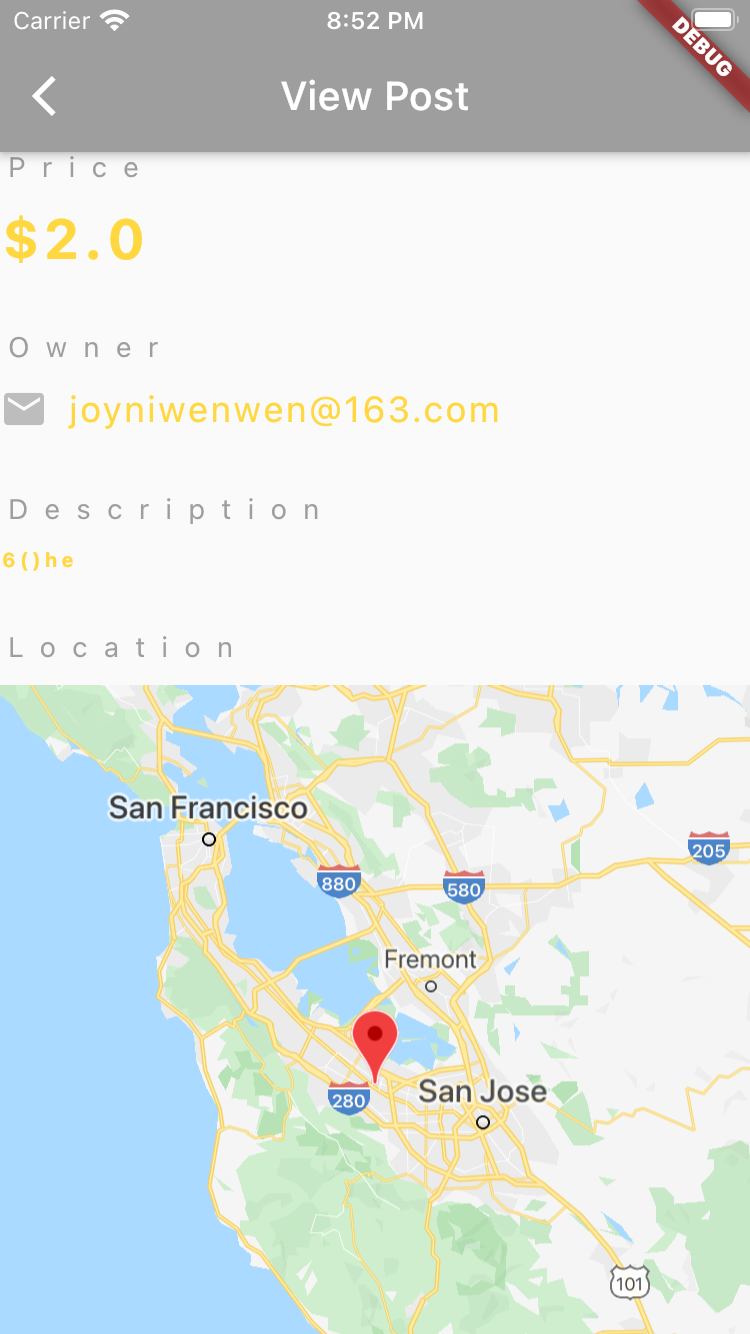 Carrier 8:52 PM
DEBUG
View Post
Price
$2.0
Owner
joyniwenwen@163.com
Description
6()he
Location
San Francisco
205
880
580
Fremont
280
San Jose
101